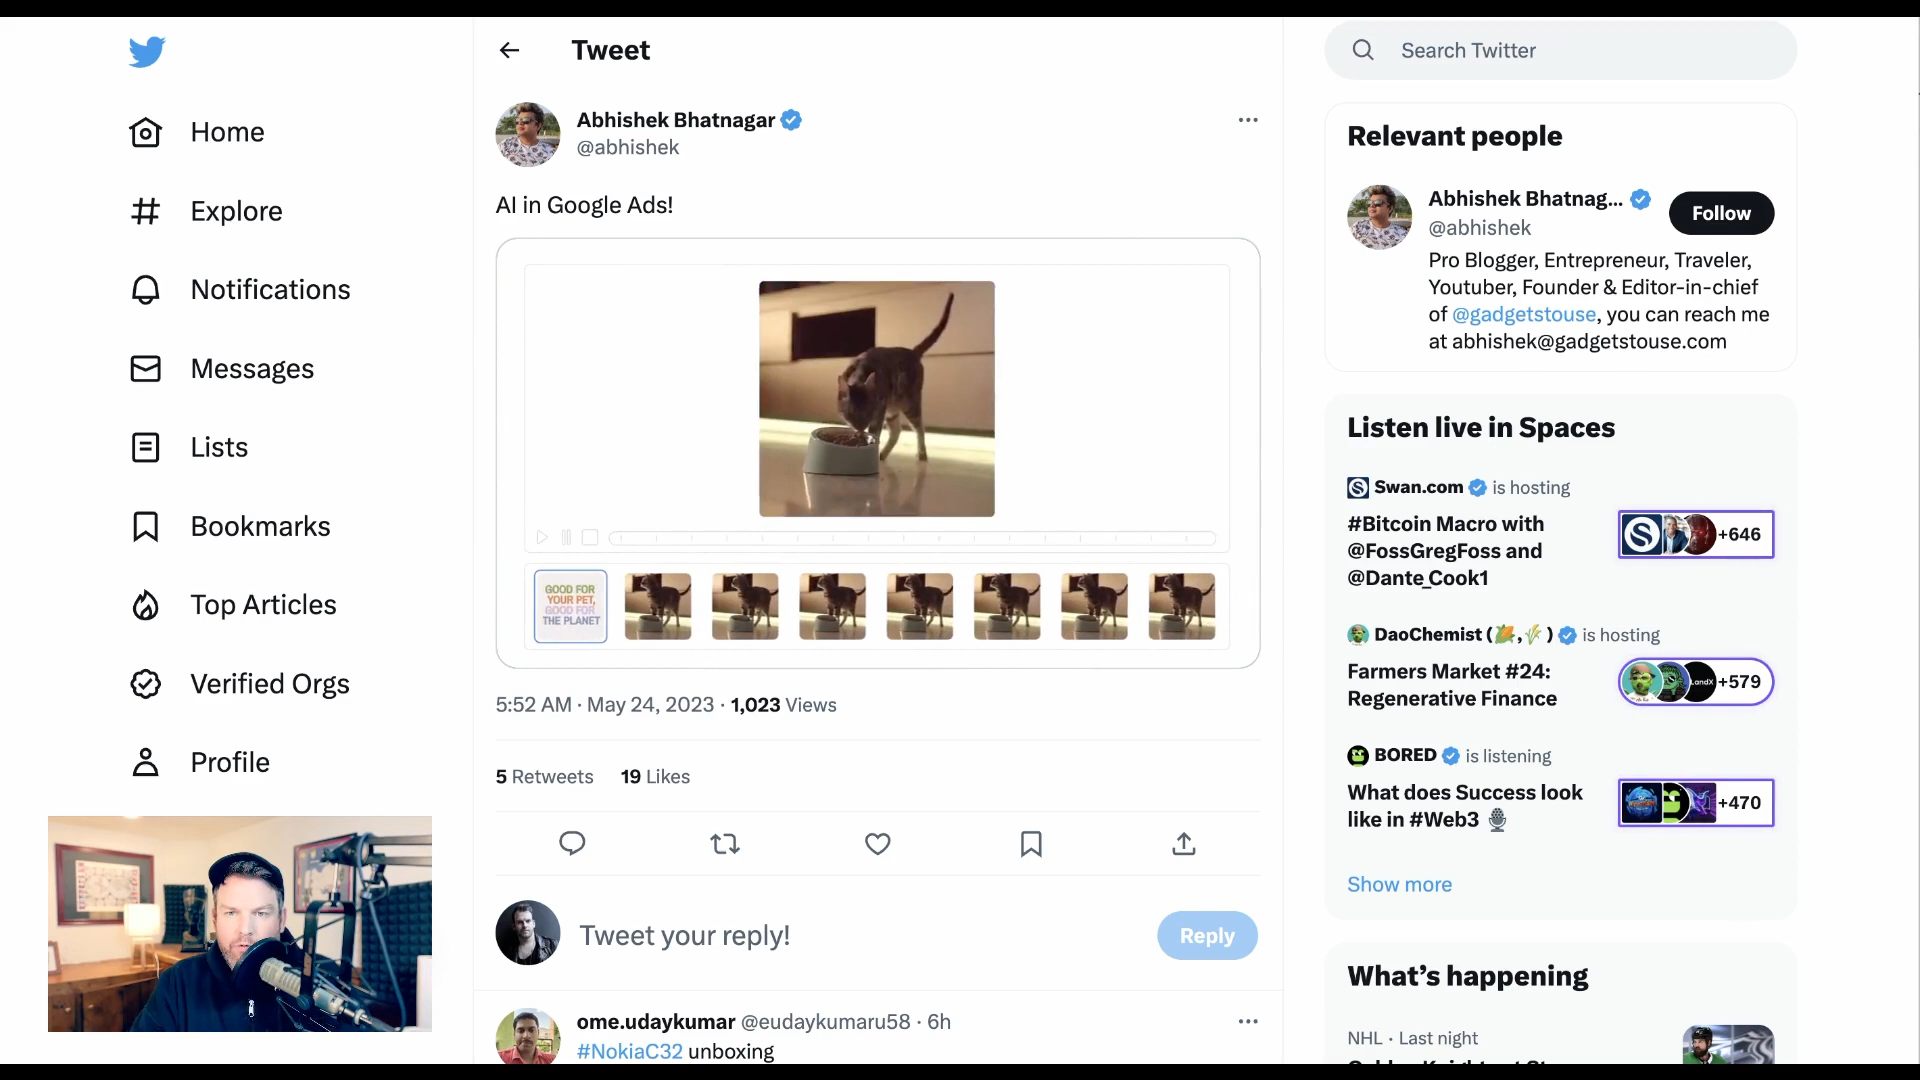 Home
Explore
Notifications
Messages
Lists
Bookmarks
Top Articles
Verified Orgs
Profile
Tweet
Abhishek Bhatnagar
@abhishek
AI in Google Ads!
GOOD FOR
YOUR PET,
GOOD FOR
THE PLANET
5:52 AM · May 24, 2023 · 1,023 Views
5 Retweets 19 Likes
Tweet your reply!
Reply
ome.udaykumar @eudaykumaru58 · 6h
#NokiaC32 unboxing
Search Twitter
Relevant people
Abhishek Bhatnag...
@abhishek
Follow
Pro Blogger, Entrepreneur, Traveler,
Youtuber, Founder & Editor-in-chief
of @gadgetstouse, you can reach me
at abhishek@gadgetstouse.com
Listen live in Spaces
Swan.com is hosting
#Bitcoin Macro with
@FossGregFoss and
@Dante_Cook1
+646
DaoChemist (🌽,🌾) is hosting
Farmers Market #24:
Regenerative Finance
LandX
+579
BORED is listening
What does Success look
like in #Web3 🎙️
+470
Show more
What's happening
NHL · Last night